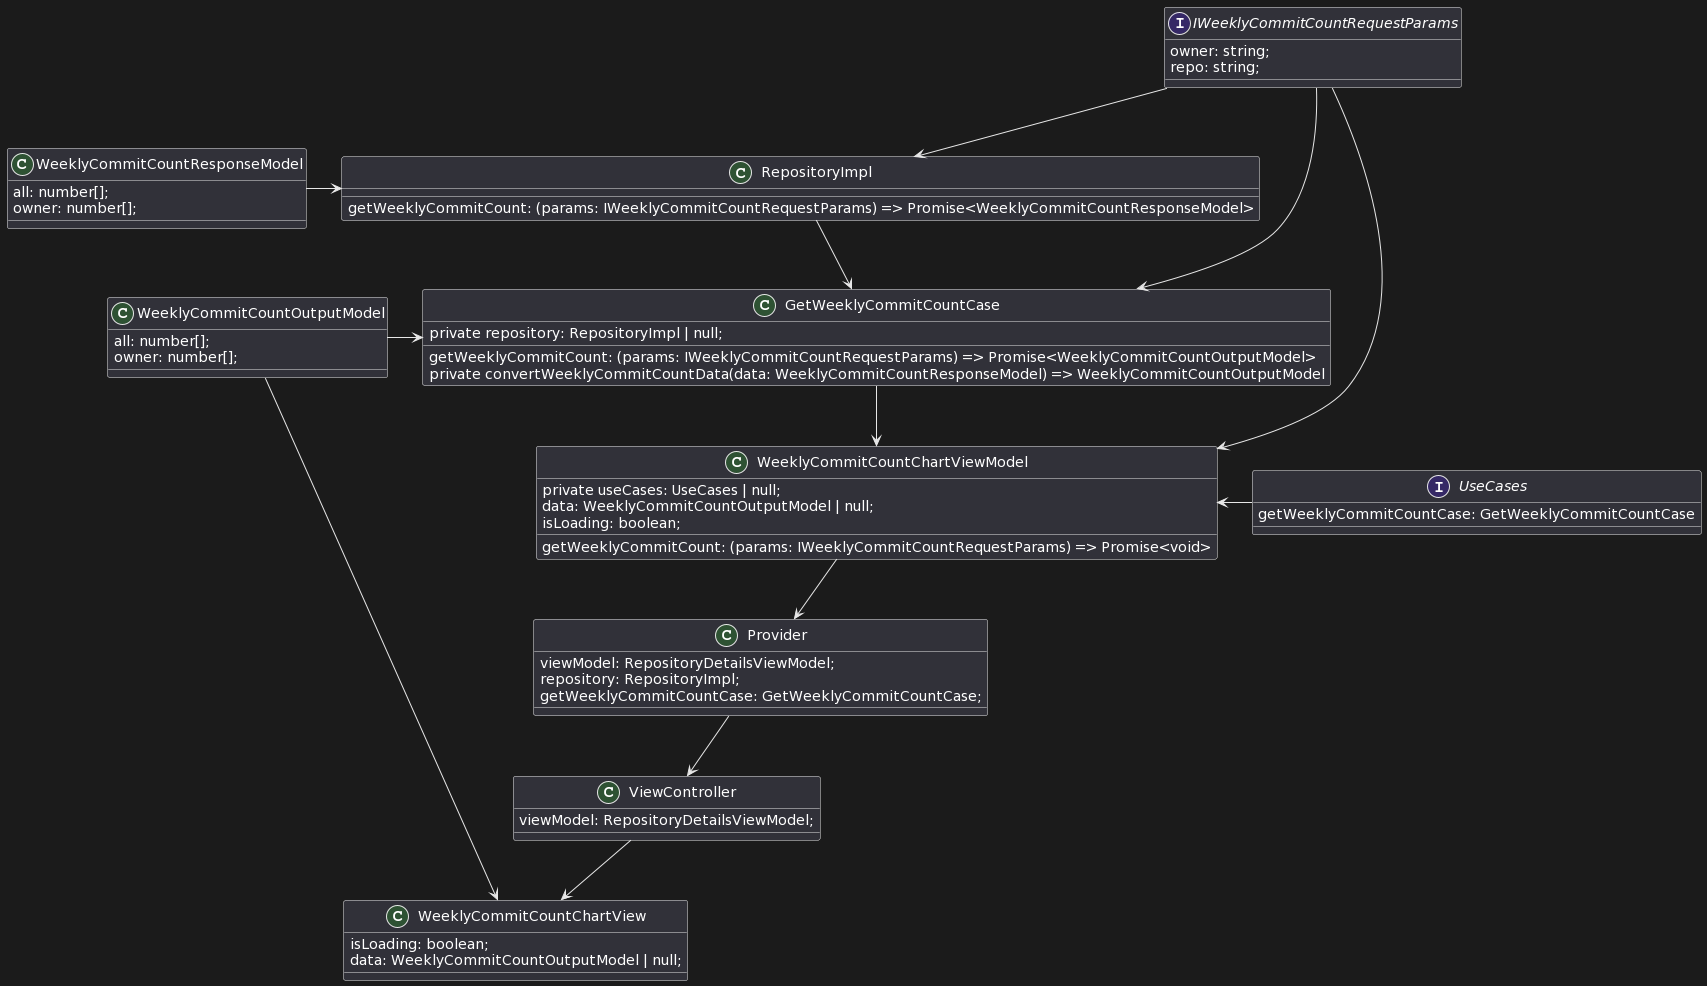 I IWeeklyCommitCountRequestParams
owner: string;
repo: string;
C WeeklyCommitCountResponseModel
all: number[];
owner: number[];
C RepositoryImpl
getWeeklyCommitCount: (params: IWeeklyCommitCountRequestParams) => Promise<WeeklyCommitCountResponseModel>
C WeeklyCommitCountOutputModel
all: number[];
owner: number[];
C GetWeeklyCommitCountCase
private repository: RepositoryImpl | null;
getWeeklyCommitCount: (params: IWeeklyCommitCountRequestParams) => Promise<WeeklyCommitCountOutputModel>
private convertWeeklyCommitCountData(data: WeeklyCommitCountResponseModel) => WeeklyCommitCountOutputModel
C WeeklyCommitCountChartViewModel
private useCases: UseCases | null;
data: WeeklyCommitCountOutputModel | null;
isLoading: boolean;
getWeeklyCommitCount: (params: IWeeklyCommitCountRequestParams) => Promise<void>
I UseCases
getWeeklyCommitCountCase: GetWeeklyCommitCountCase
C Provider
viewModel: RepositoryDetailsViewModel;
repository: RepositoryImpl;
getWeeklyCommitCountCase: GetWeeklyCommitCountCase;
C ViewController
viewModel: RepositoryDetailsViewModel;
C WeeklyCommitCountChartView
isLoading: boolean;
data: WeeklyCommitCountOutputModel | null;